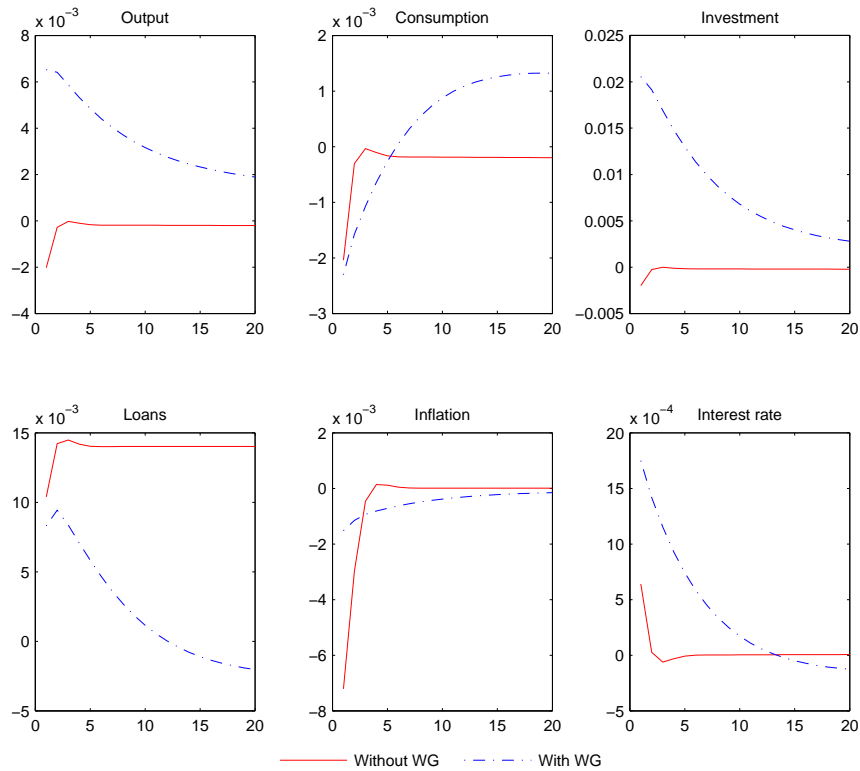 x 10⁻³ Output
8
6
4
2
0
−2
−4
0 5 10 15 20
x 10⁻³ Consumption
2
1
0
−1
−2
−3
0 5 10 15 20
Investment
0.025
0.02
0.015
0.01
0.005
0
−0.005
0 5 10 15 20
x 10⁻³ Loans
15
10
5
0
−5
0 5 10 15 20
x 10⁻³ Inflation
2
0
−2
−4
−6
−8
0 5 10 15 20
x 10⁻⁴ Interest rate
20
15
10
5
0
−5
0 5 10 15 20
Without WG With WG